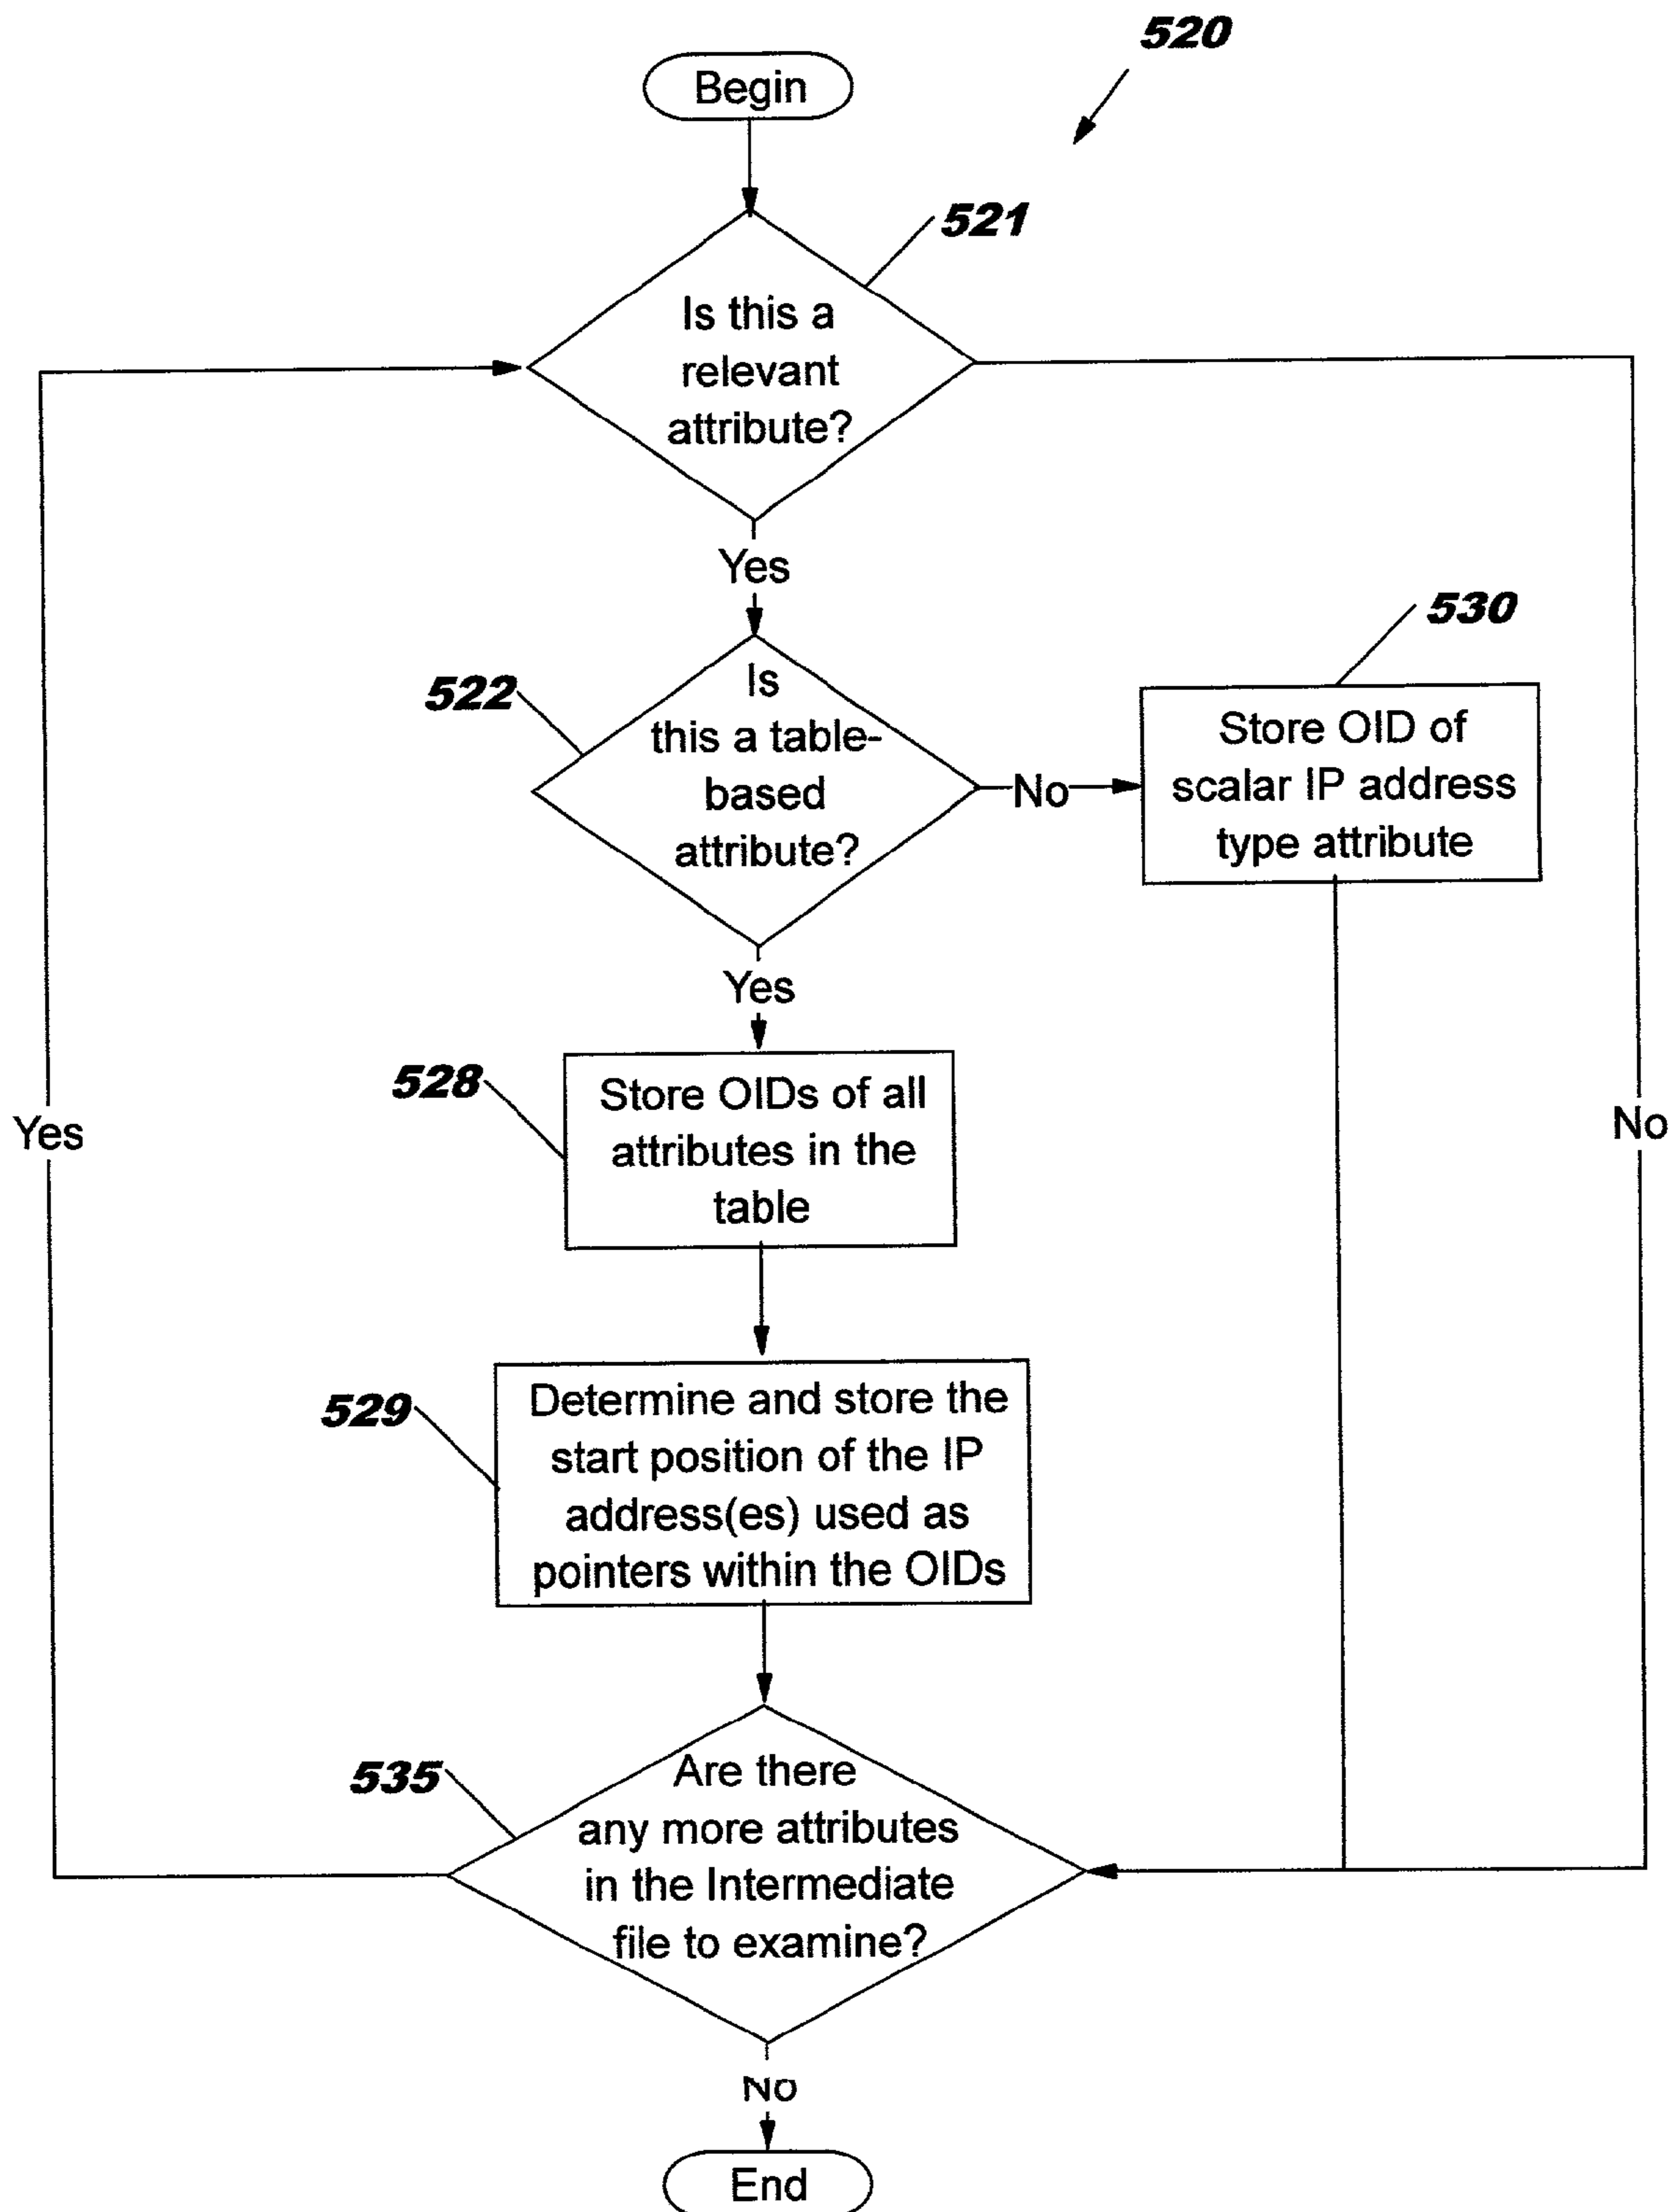 520
Begin
521
Is this a
relevant
attribute?
Yes
530
522
Is
this a table-
based
attribute?
No
Store OID of
scalar IP address
type attribute
Yes
528
Store OIDs of all
attributes in the
table
Yes
No
529
Determine and store the
start position of the IP
address(es) used as
pointers within the OIDs
535
Are there
any more attributes
in the Intermediate
file to examine?
No
End